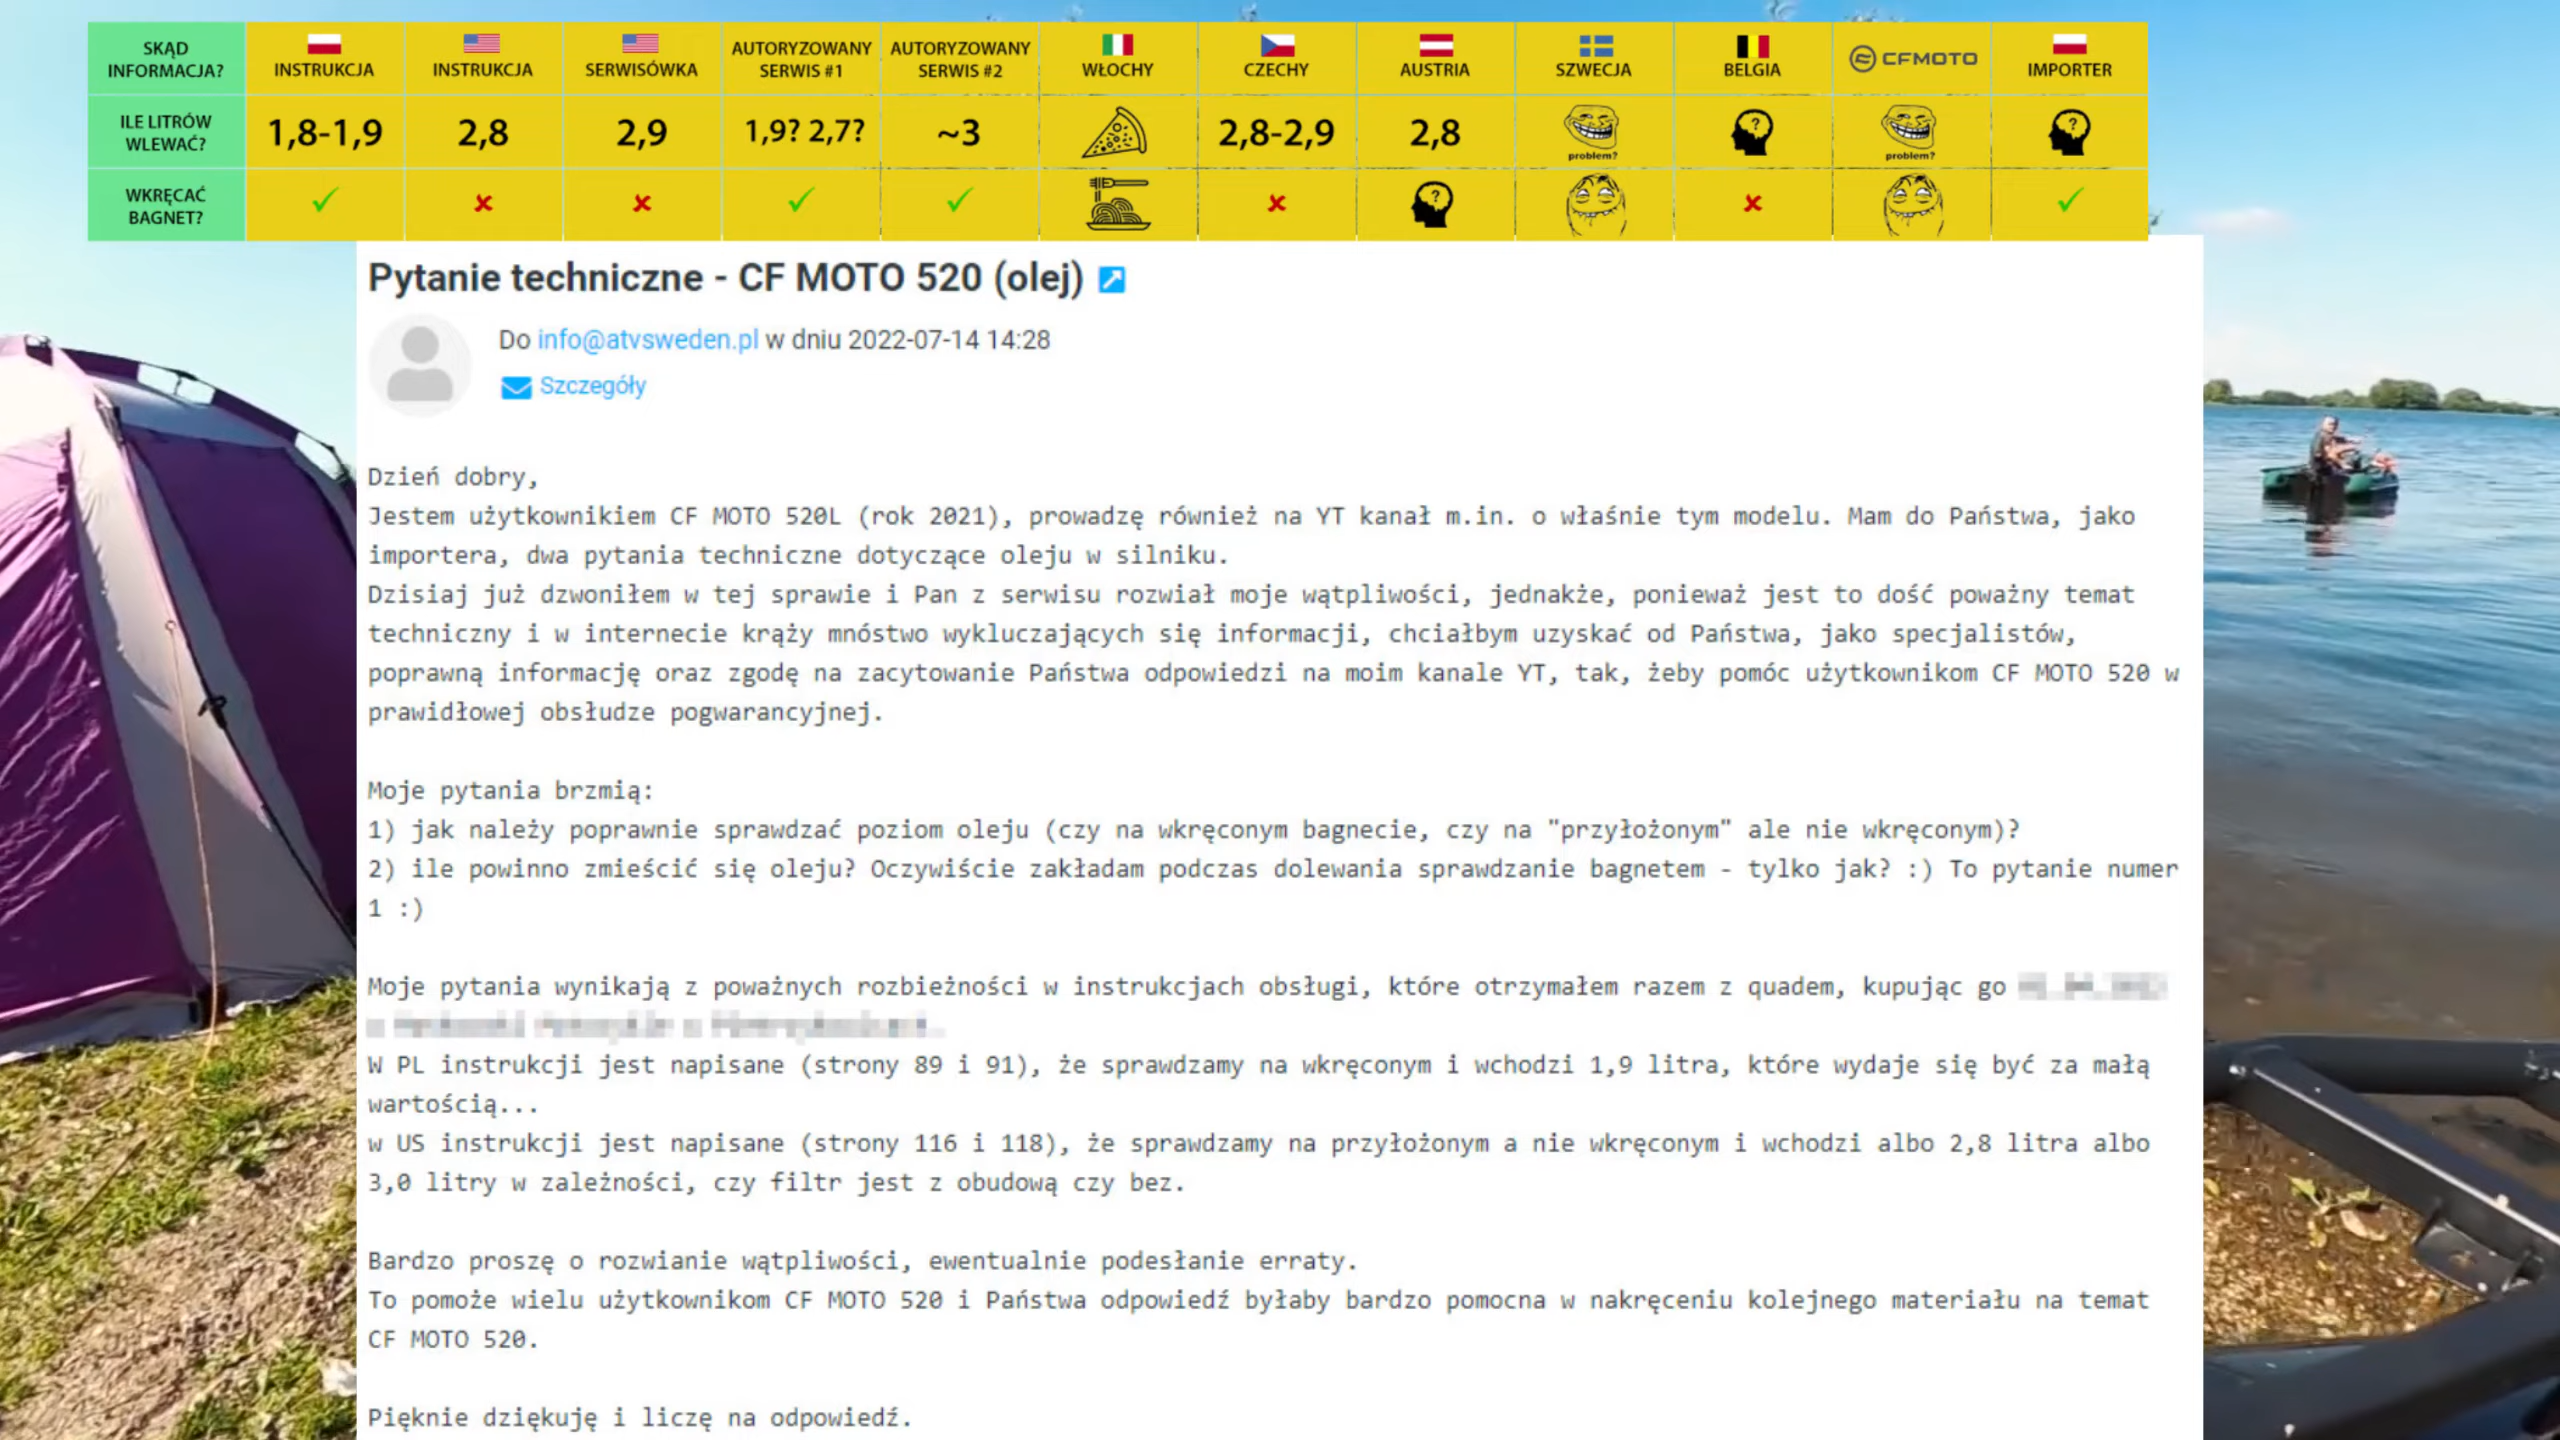 SKĄD INFORMACJA?
INSTRUKCJA
INSTRUKCJA
SERWISÓWKA
AUTORYZOWANY SERWIS #1
AUTORYZOWANY SERWIS #2
WŁOCHY
CZECHY
AUSTRIA
SZWECJA
BELGIA
CFMOTO
IMPORTER
ILE LITRÓW WLEWAĆ?
1,8-1,9
2,8
2,9
1,9? 2,7?
~3
2,8-2,9
2,8
problem?
problem?
WKRĘCAĆ BAGNET?
Pytanie techniczne - CF MOTO 520 (olej)
Do info@atvsweden.pl w dniu 2022-07-14 14:28
Szczegóły
Dzień dobry,
Jestem użytkownikiem CF MOTO 520L (rok 2021), prowadzę również na YT kanał m.in. o właśnie tym modelu. Mam do Państwa, jako
importera, dwa pytania techniczne dotyczące oleju w silniku.
Dzisiaj już dzwoniłem w tej sprawie i Pan z serwisu rozwiał moje wątpliwości, jednakże, ponieważ jest to dość poważny temat
techniczny i w internecie krąży mnóstwo wykluczających się informacji, chciałbym uzyskać od Państwa, jako specjalistów,
poprawną informację oraz zgodę na zacytowanie Państwa odpowiedzi na moim kanale YT, tak, żeby pomóc użytkownikom CF MOTO 520 w
prawidłowej obsłudze pogwarancyjnej.
Moje pytania brzmią:
1) jak należy poprawnie sprawdzać poziom oleju (czy na wkręconym bagnecie, czy na "przyłożonym" ale nie wkręconym)?
2) ile powinno zmieścić się oleju? Oczywiście zakładam podczas dolewania sprawdzanie bagnetem - tylko jak? :) To pytanie numer
1 :)
Moje pytania wynikają z poważnych rozbieżności w instrukcjach obsługi, które otrzymałem razem z quadem, kupując go
W PL instrukcji jest napisane (strony 89 i 91), że sprawdzamy na wkręconym i wchodzi 1,9 litra, które wydaje się być za małą
wartością...
w US instrukcji jest napisane (strony 116 i 118), że sprawdzamy na przyłożonym a nie wkręconym i wchodzi albo 2,8 litra albo
3,0 litry w zależności, czy filtr jest z obudową czy bez.
Bardzo proszę o rozwianie wątpliwości, ewentualnie podesłanie erraty.
To pomoże wielu użytkownikom CF MOTO 520 i Państwa odpowiedź byłaby bardzo pomocna w nakręceniu kolejnego materiału na temat
CF MOTO 520.
Pięknie dziękuję i liczę na odpowiedź.